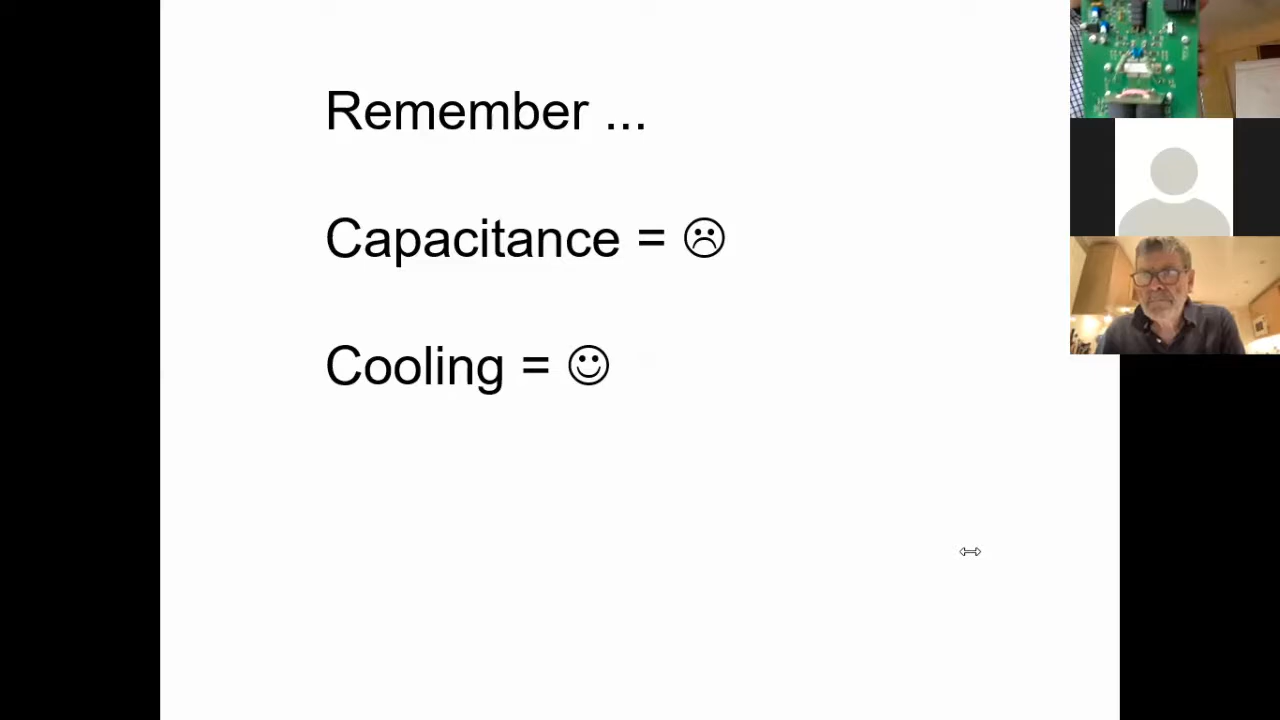 Remember ...
Capacitance = ☹
Cooling = ☺